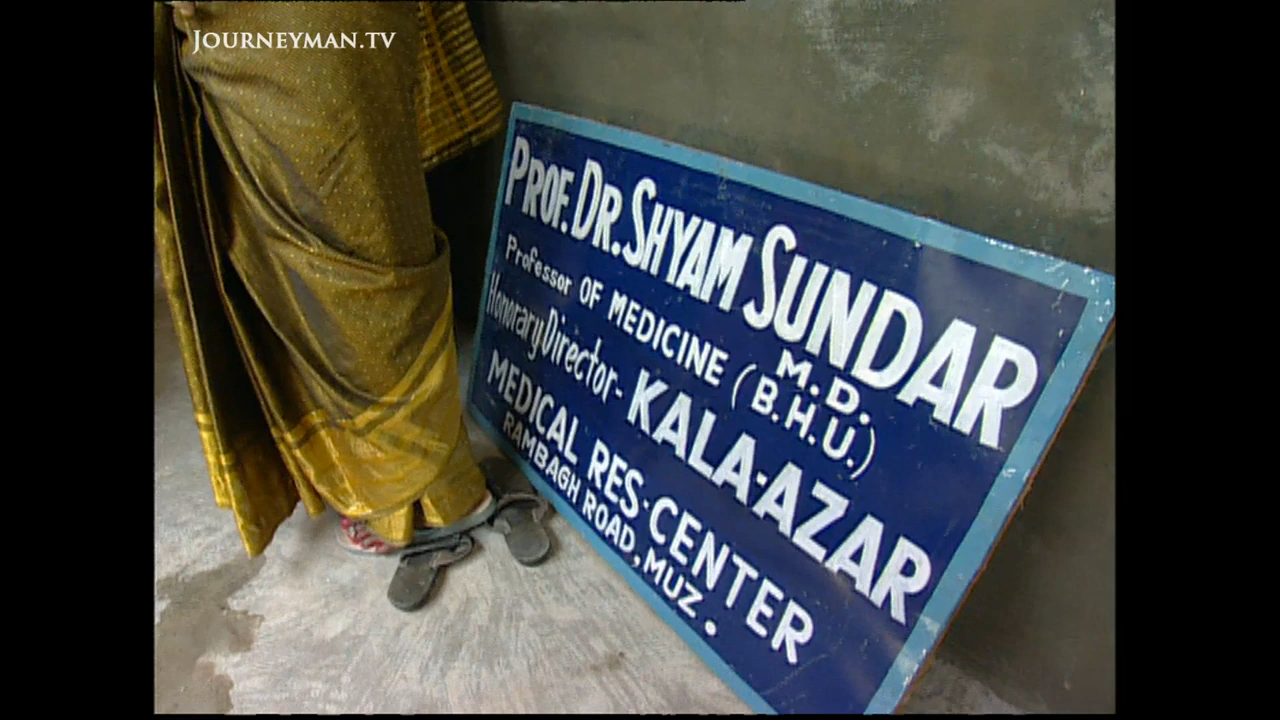 JOURNEYMAN.TV
PROF. DR. SHYAM SUNDAR
M.D.
Professor OF MEDICINE (B.H.U.)
Honorary Director- KALA-AZAR
MEDICAL RES-CENTER
RAMBAGH ROAD, MUZ.